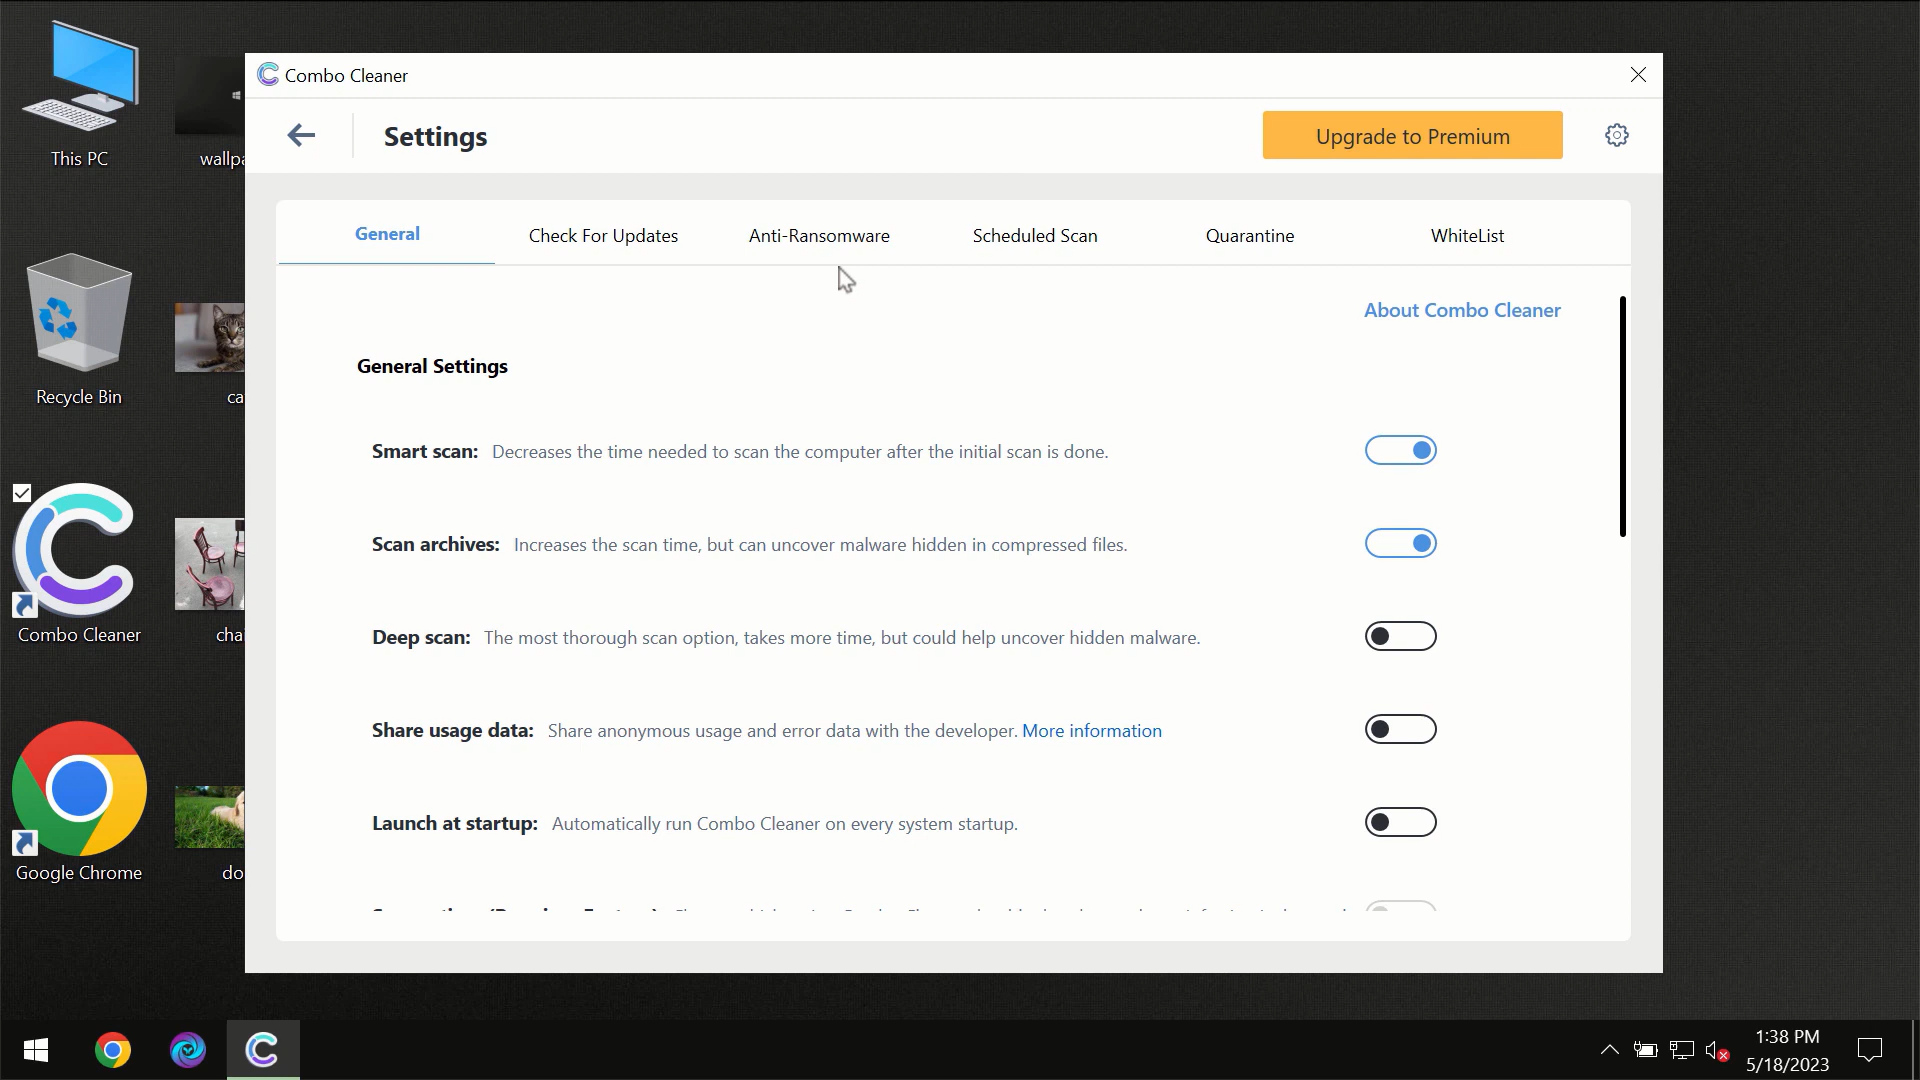 Combo Cleaner
Settings
Upgrade to Premium
General
Check For Updates
Anti-Ransomware
Scheduled Scan
Quarantine
WhiteList
About Combo Cleaner
General Settings
Smart scan: Decreases the time needed to scan the computer after the initial scan is done.
Scan archives: Increases the scan time, but can uncover malware hidden in compressed files.
Deep scan: The most thorough scan option, takes more time, but could help uncover hidden malware.
Share usage data: Share anonymous usage and error data with the developer. More information
Launch at startup: Automatically run Combo Cleaner on every system startup.
This PC
wallpa
Recycle Bin
ca
Combo Cleaner
chai
Google Chrome
do
1:38 PM
5/18/2023